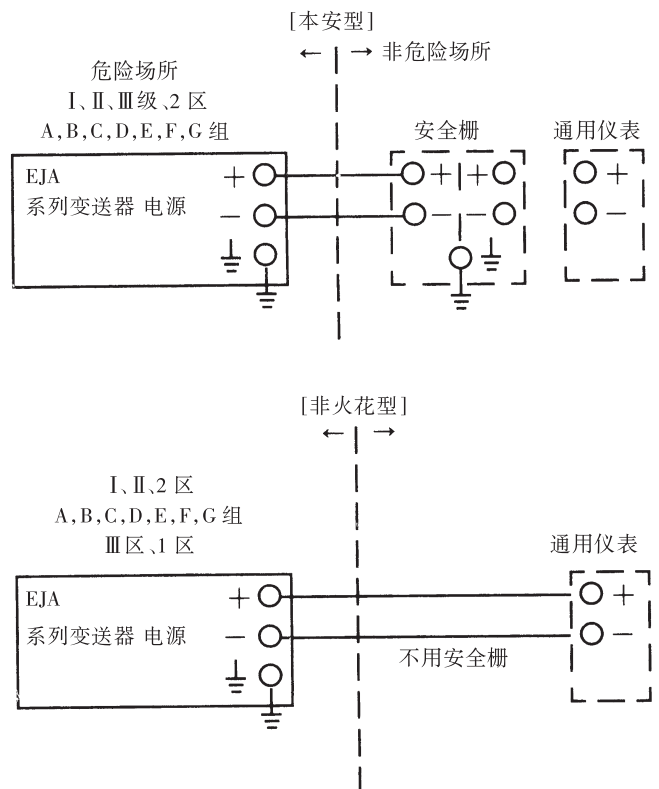 [本安型]
← → 非危险场所
危险场所
Ⅰ、Ⅱ、Ⅲ级、2区
A,B,C,D,E,F,G 组
安全栅
通用仪表
EJA
系列变送器 电源
+
−
+ | +
− | −
+
−
[非火花型]
← →
Ⅰ、Ⅱ、2区
A,B,C,D,E,F,G 组
Ⅲ区、1区
通用仪表
EJA
系列变送器 电源
+
−
+
−
不用安全栅